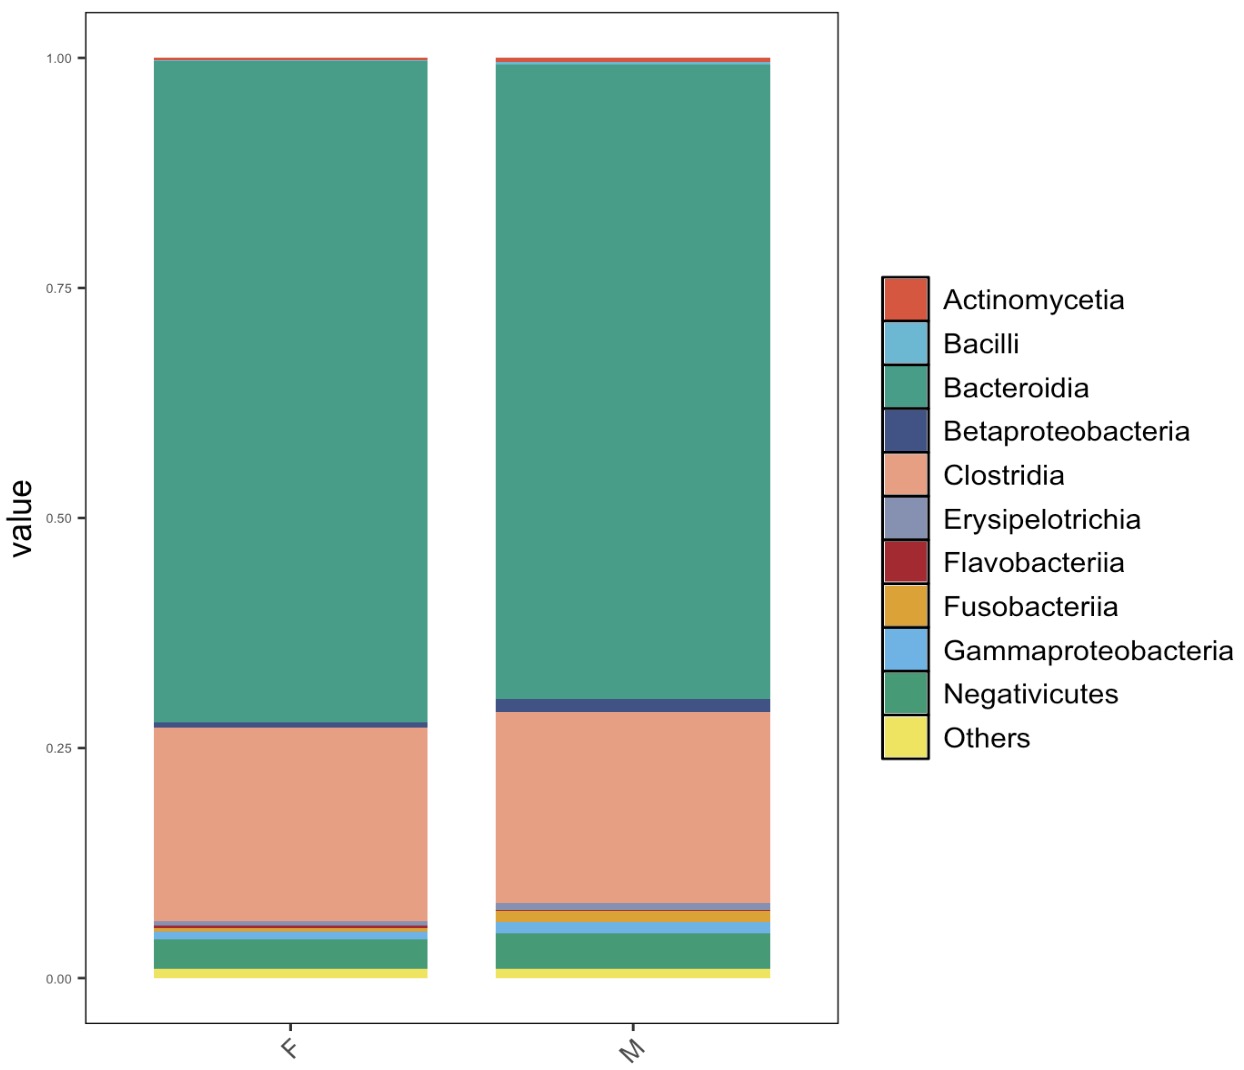 value
1.00
0.75
0.50
0.25
0.00
F
M
Actinomycetia
Bacilli
Bacteroidia
Betaproteobacteria
Clostridia
Erysipelotrichia
Flavobacteriia
Fusobacteriia
Gammaproteobacteria
Negativicutes
Others